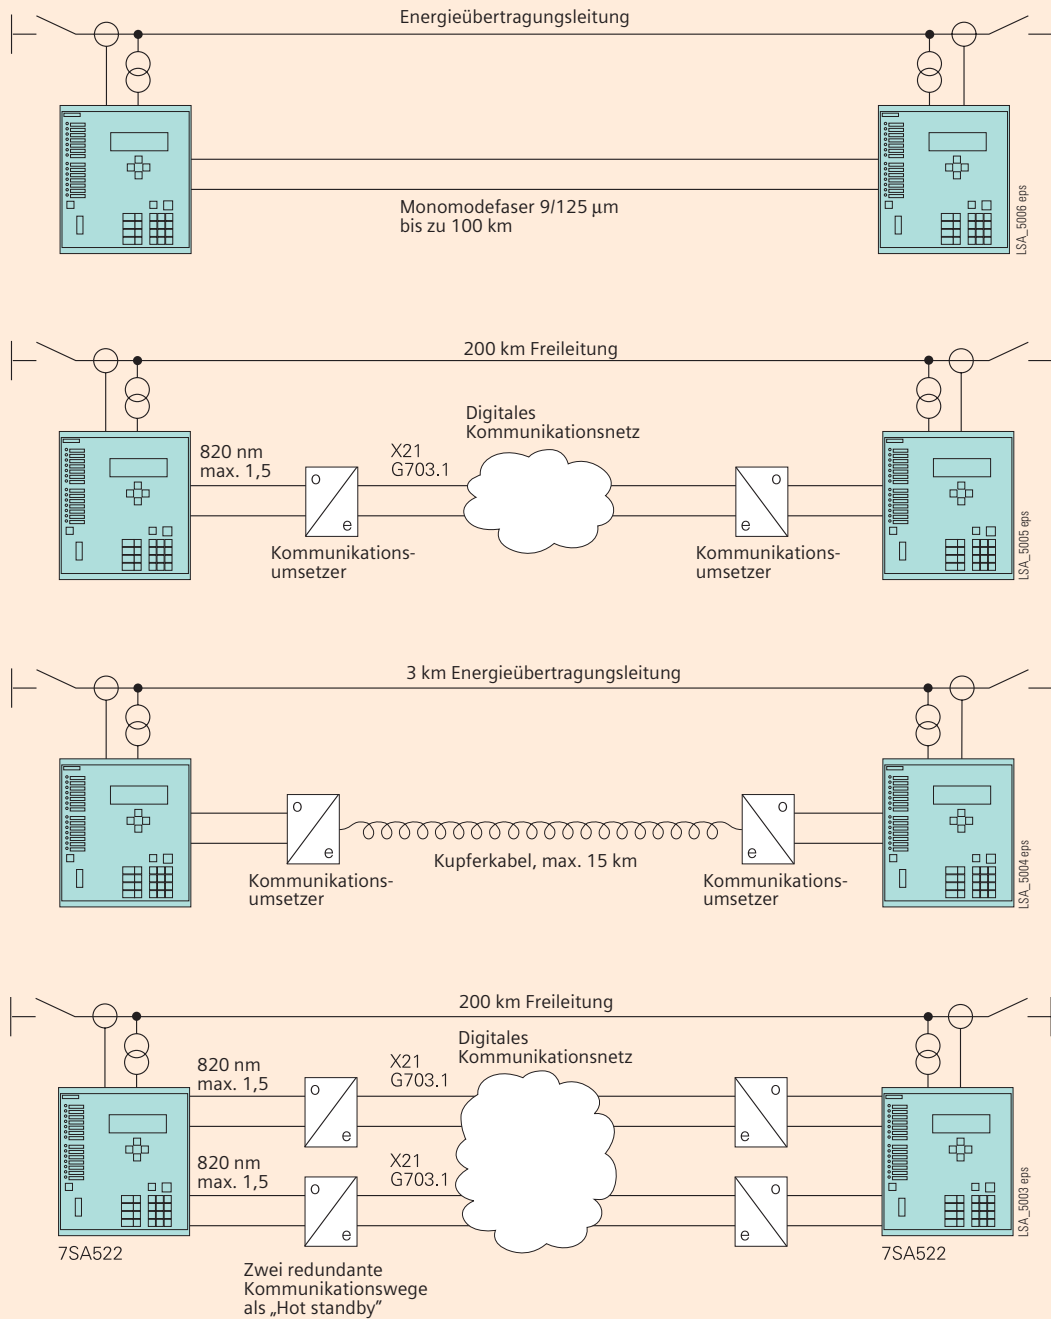 Energieübertragungsleitung
Monomodefaser 9/125 µm
bis zu 100 km
LSA_5006 eps
200 km Freileitung
820 nm
max. 1,5
X21
G703.1
Digitales
Kommunikationsnetz
o
e
o
e
Kommunikations-
umsetzer
Kommunikations-
umsetzer
LSA_5005 eps
3 km Energieübertragungsleitung
o
e
o
e
Kupferkabel, max. 15 km
Kommunikations-
umsetzer
Kommunikations-
umsetzer
LSA_5004 eps
200 km Freileitung
820 nm
max. 1,5
X21
G703.1
Digitales
Kommunikationsnetz
o
e
o
e
820 nm
max. 1,5
X21
G703.1
o
e
o
e
LSA_5003 eps
7SA522
7SA522
Zwei redundante
Kommunikationswege
als „Hot standby”